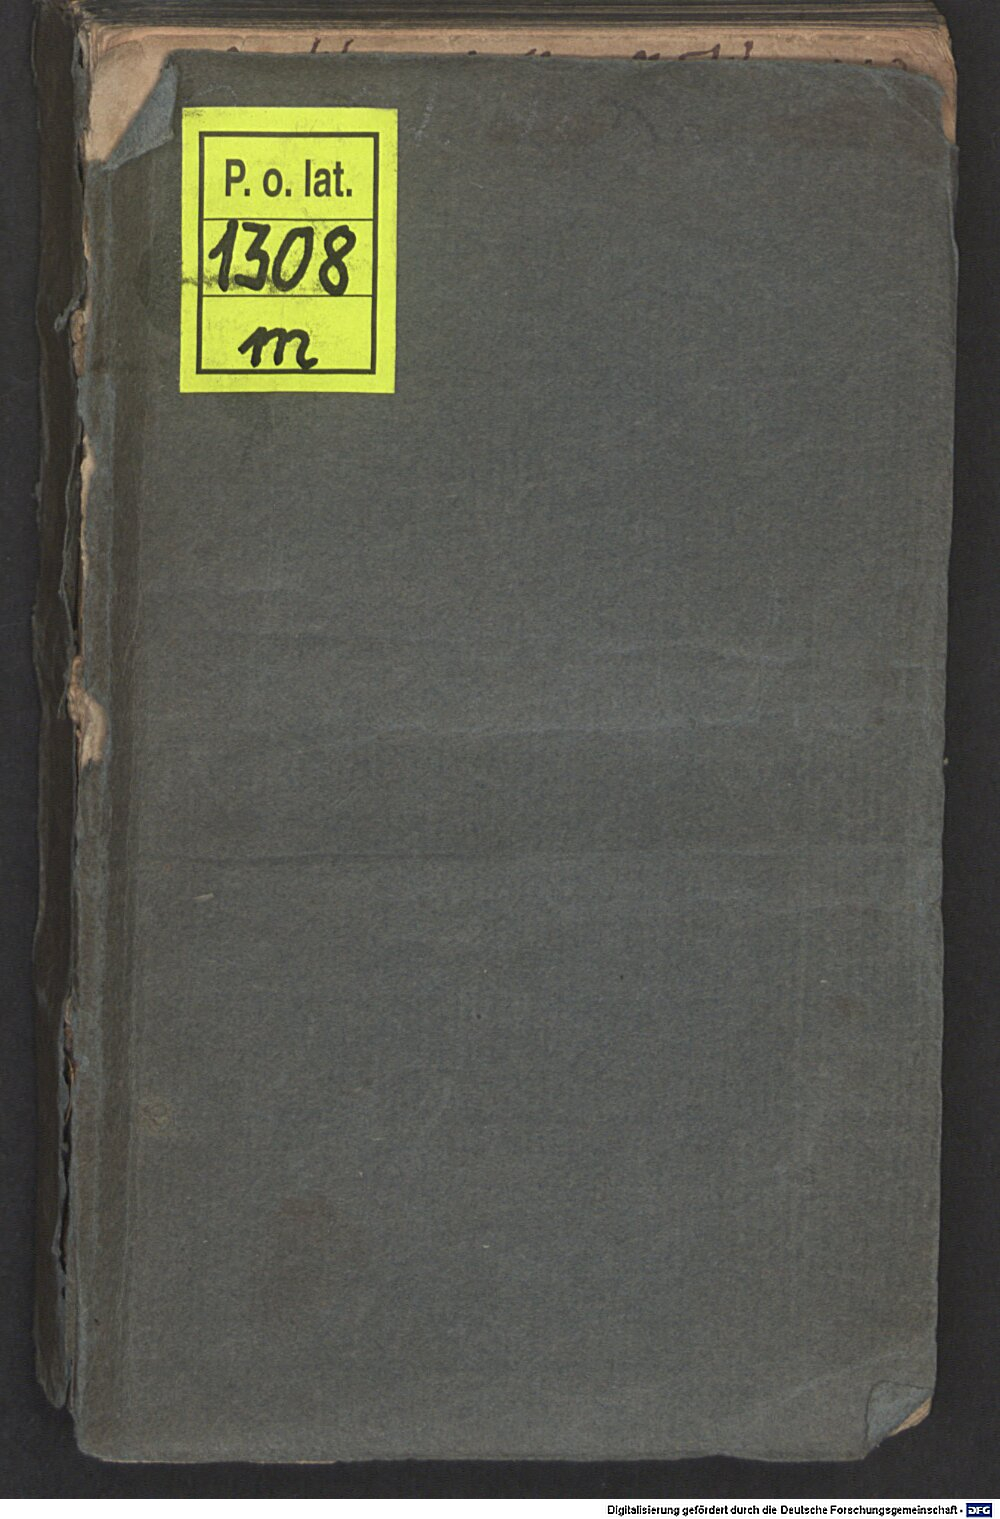 P. o. lat.
1308
m
Digitalisierung gefördert durch die Deutsche Forschungsgemeinschaft - DFG